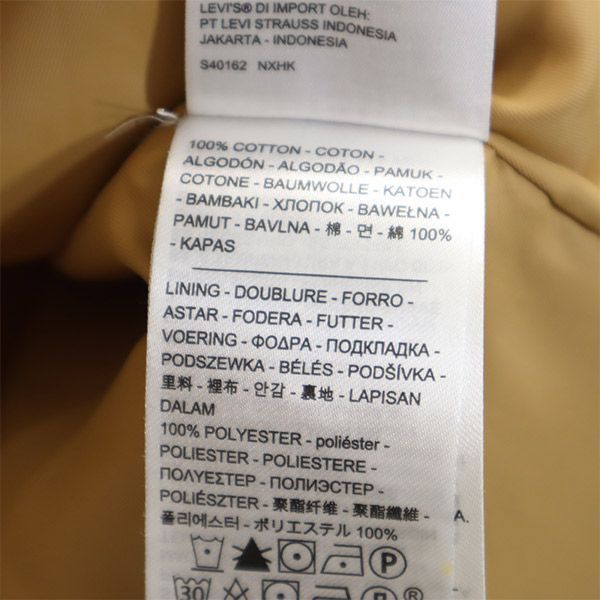 LEVI'S® DI IMPORT OLEH:
PT LEVI STRAUSS INDONESIA
JAKARTA - INDONESIA
S40162 NXHK
100% COTTON - COTON -
ALGODÓN - ALGODÃO - PAMUK -
COTONE - BAUMWOLLE - KATOEN
- ΒΑΜΒΑΚΙ - ХЛОПОК - BAWEŁNA -
PAMUT - BAVLNA - 棉 - 면 - 綿 100%
- KAPAS
LINING - DOUBLURE - FORRO -
ASTAR - FODERA - FUTTER -
VOERING - ΦΟΔΡΑ - ПОДКЛАДКА -
PODSZEWKA - BÉLÉS - PODŠÍVKA -
里料 - 裡布 - 안감 - 裏地 - LAPISAN
DALAM
100% POLYESTER - poliéster -
POLIESTER - POLIESTERE -
ΠΟΛΥΕΣΤΕΡ - ПОЛИЭСТЕР -
POLIÉSZTER - 聚酯纤维 - 聚酯纖維 -
폴리에스터 - ポリエステル 100%
A.
P
30
P ®